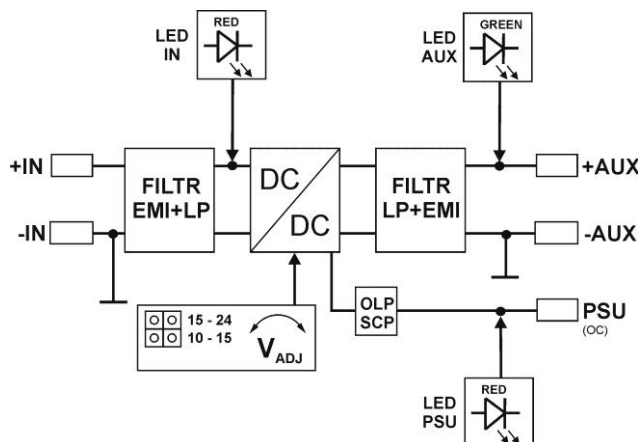 LED
IN
RED
LED
AUX
GREEN
+IN
-IN
FILTR
EMI+LP
DC
DC
FILTR
LP+EMI
+AUX
-AUX
15 - 24
10 - 15
VADJ
OLP
SCP
PSU
(OC)
LED
PSU
RED